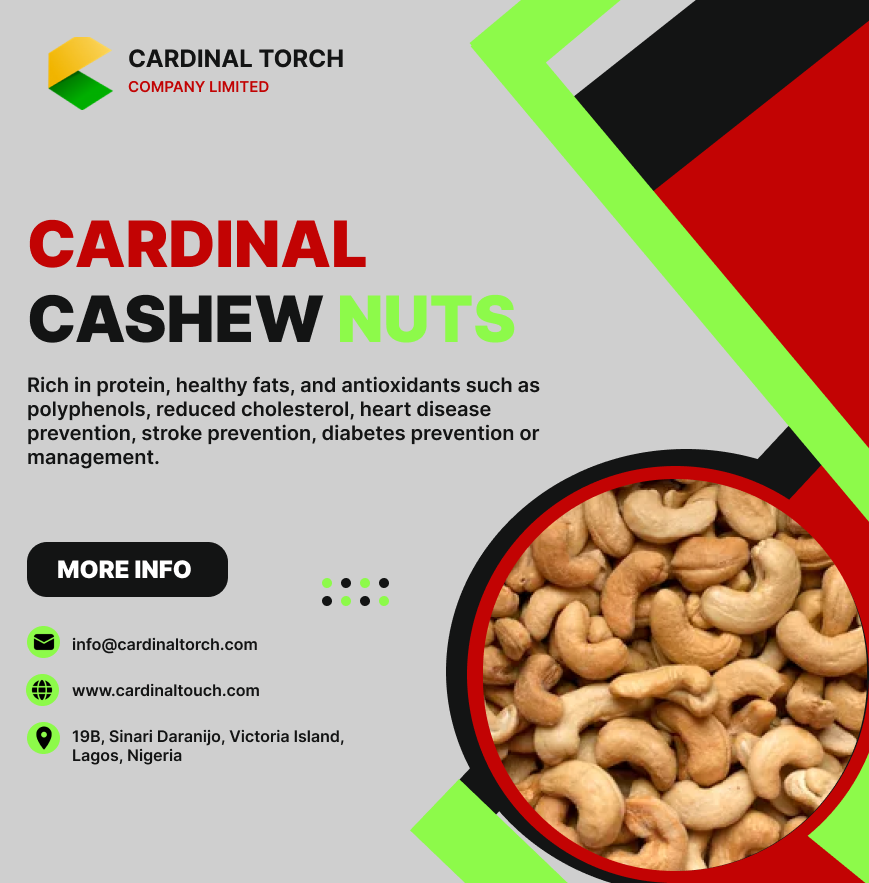 CARDINAL TORCH
COMPANY LIMITED
CARDINAL
CASHEW NUTS
Rich in protein, healthy fats, and antioxidants such as
polyphenols, reduced cholesterol, heart disease
prevention, stroke prevention, diabetes prevention or
management.
MORE INFO
info@cardinaltorch.com
www.cardinaltouch.com
19B, Sinari Daranijo, Victoria Island,
Lagos, Nigeria